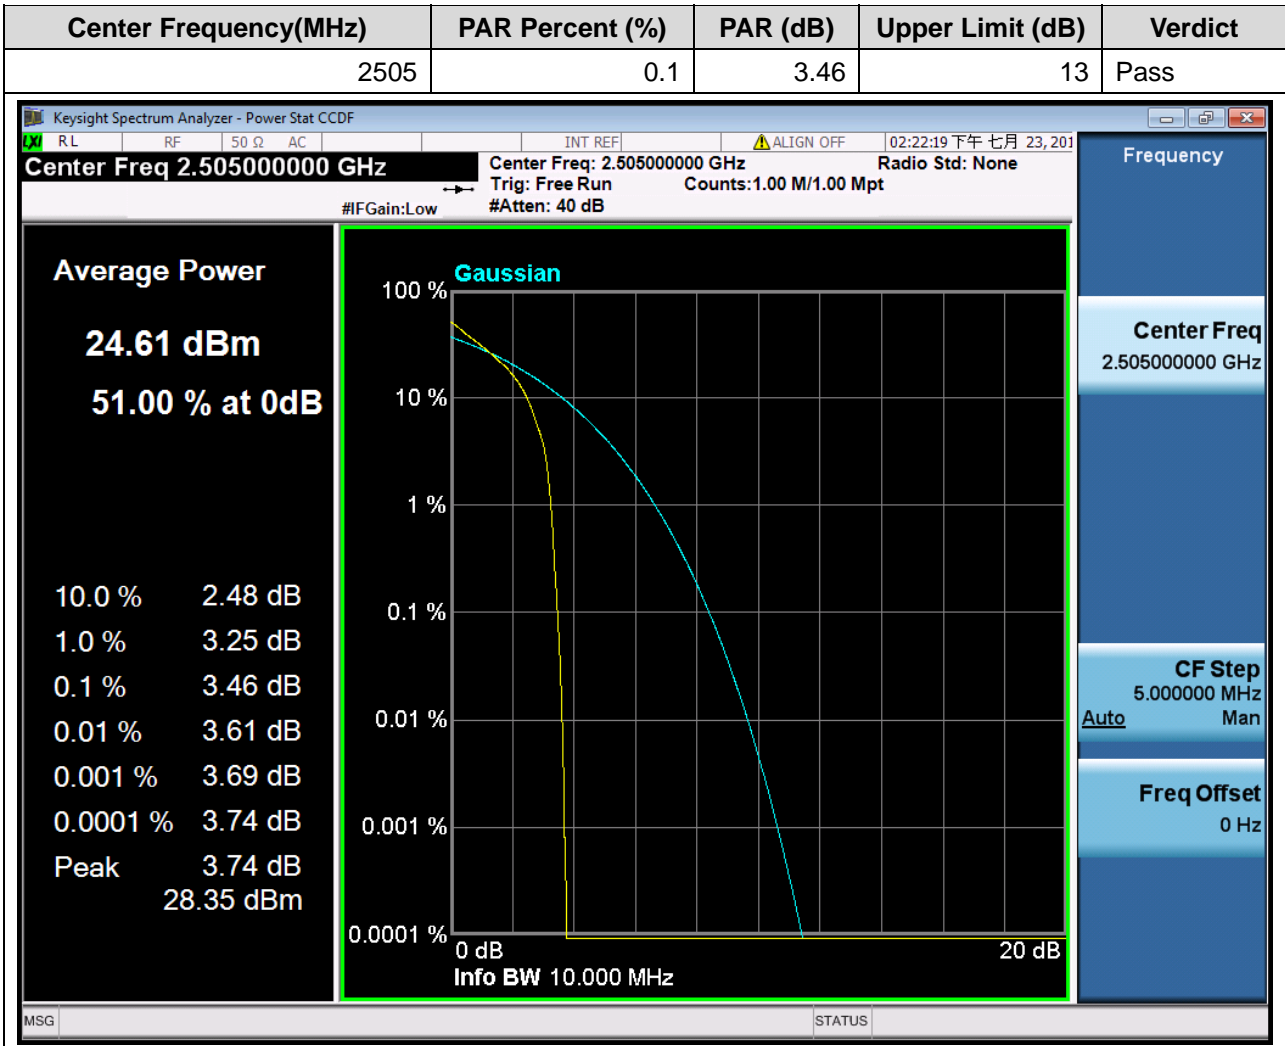 Center Frequency(MHz) PAR Percent (%) PAR (dB) Upper Limit (dB) Verdict
2505 0.1 3.46 13 Pass
Keysight Spectrum Analyzer - Power Stat CCDF
LXI RL RF 50 Ω AC INT REF ALIGN OFF 02:22:19 下午 七月 23, 201
Center Freq 2.505000000 GHz
Center Freq: 2.505000000 GHz Radio Std: None
Trig: Free Run Counts:1.00 M/1.00 Mpt
#IFGain:Low #Atten: 40 dB
Frequency
Average Power
24.61 dBm
51.00 % at 0dB
10.0 % 2.48 dB
1.0 % 3.25 dB
0.1 % 3.46 dB
0.01 % 3.61 dB
0.001 % 3.69 dB
0.0001 % 3.74 dB
Peak 3.74 dB
28.35 dBm
Gaussian
100 %
10 %
1 %
0.1 %
0.01 %
0.001 %
0.0001 %
0 dB 20 dB
Info BW 10.000 MHz
Center Freq
2.505000000 GHz
CF Step
5.000000 MHz
Auto Man
Freq Offset
0 Hz
MSG STATUS